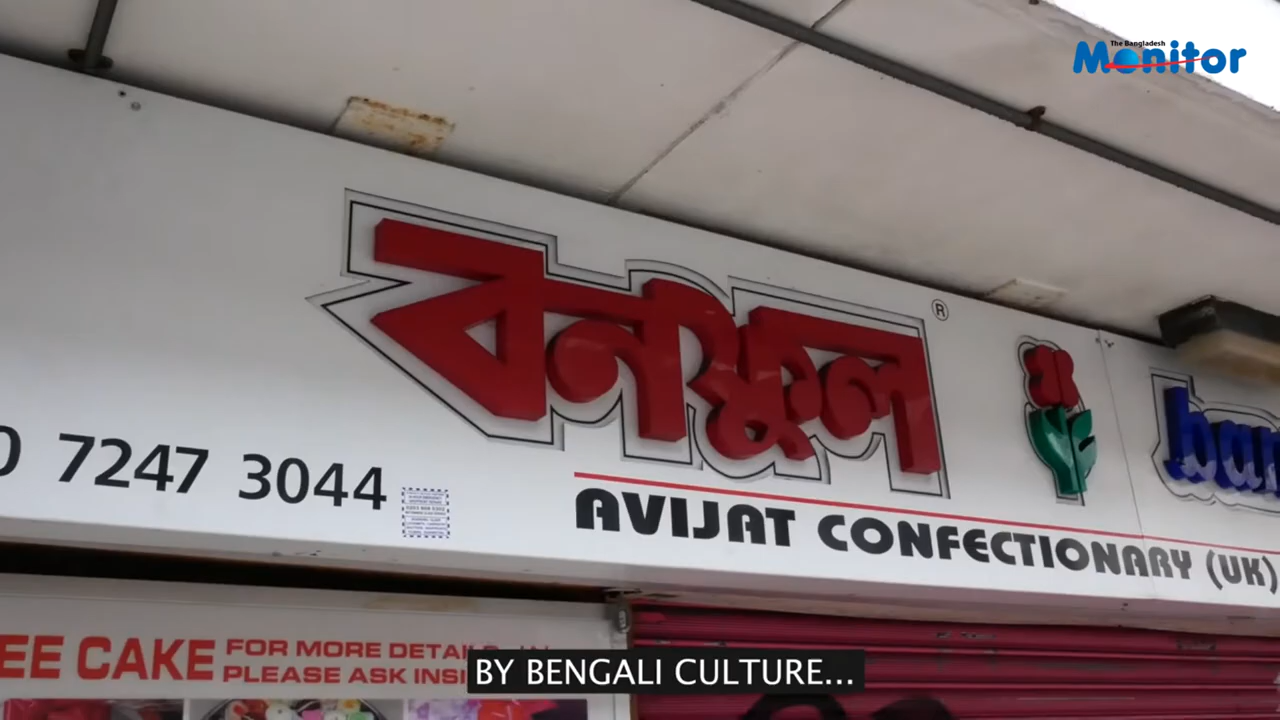 The Bangladesh
Monitor
বনফুল
®
0 7247 3044
AVIJAT CONFECTIONARY (UK)
EE CAKE FOR MORE DETAILS
PLEASE ASK INSI
BY BENGALI CULTURE...